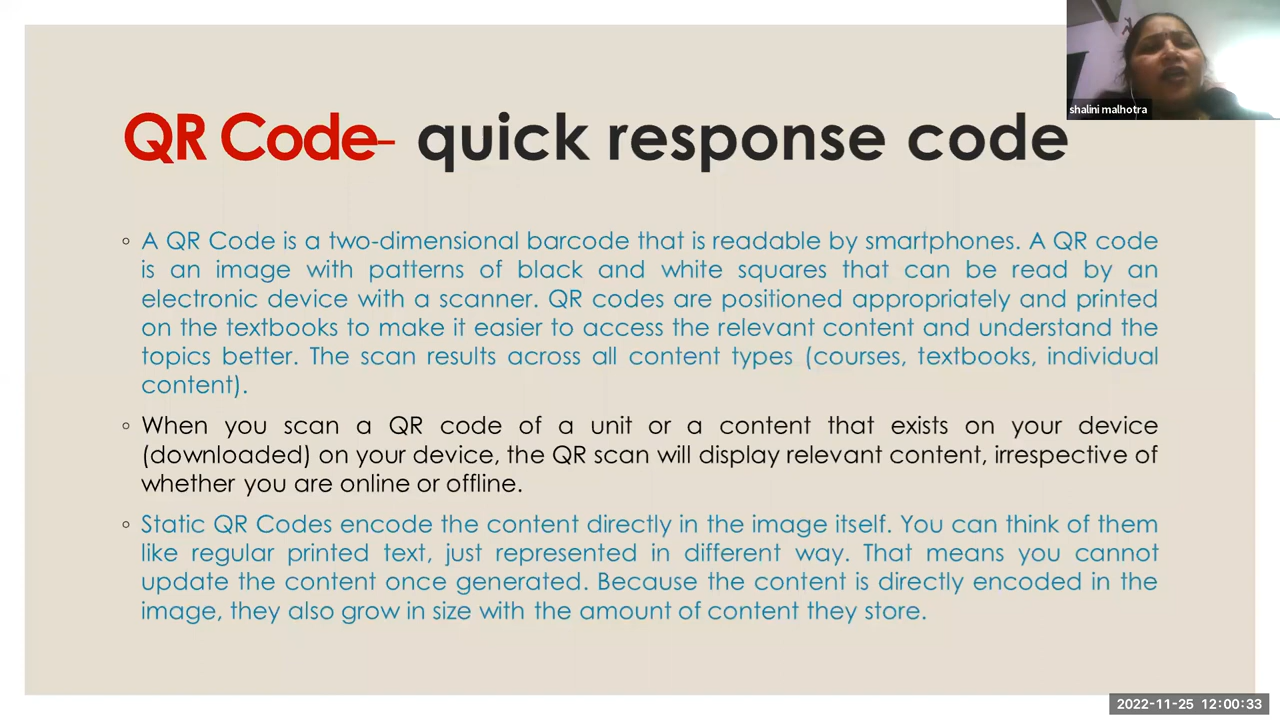 shalini malhotra
QR Code- quick response code
A QR Code is a two-dimensional barcode that is readable by smartphones. A QR code
is an image with patterns of black and white squares that can be read by an
electronic device with a scanner. QR codes are positioned appropriately and printed
on the textbooks to make it easier to access the relevant content and understand the
topics better. The scan results across all content types (courses, textbooks, individual
content).
When you scan a QR code of a unit or a content that exists on your device
(downloaded) on your device, the QR scan will display relevant content, irrespective of
whether you are online or offline.
Static QR Codes encode the content directly in the image itself. You can think of them
like regular printed text, just represented in different way. That means you cannot
update the content once generated. Because the content is directly encoded in the
image, they also grow in size with the amount of content they store.
2022-11-25 12:00:33